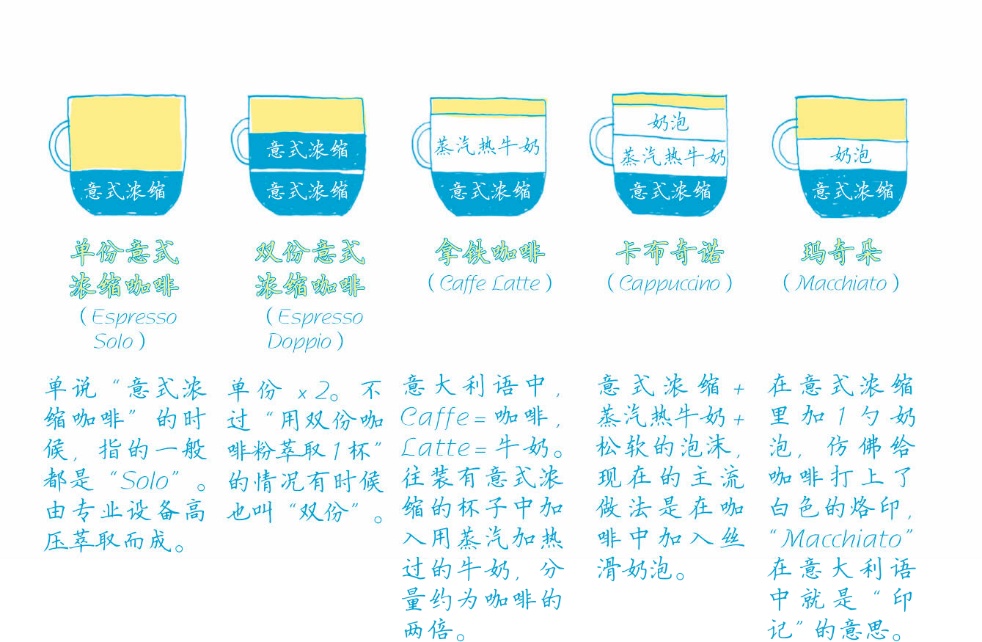 意式浓缩
单份意式
浓缩咖啡
（Espresso
Solo）
单说“意式浓
缩咖啡”的时
候，指的一般
都是“Solo”。
由专业设备高
压萃取而成。
意式浓缩
意式浓缩
双份意式
浓缩咖啡
（Espresso
Doppio）
单份 ×2。不
过“用双份咖
啡粉萃取1杯”
的情况有时候
也叫“双份”。
蒸汽热牛奶
意式浓缩
拿铁咖啡
（Caffe Latte）
意大利语中，
Caffe=咖啡，
Latte=牛奶。
往装有意式浓
缩的杯子中加
入用蒸汽加热
过的牛奶，分
量约为咖啡的
两倍。
奶泡
蒸汽热牛奶
意式浓缩
卡布奇诺
（Cappuccino）
意式浓缩+
蒸汽热牛奶+
松软的泡沫，
现在的主流
做法是在咖
啡中加入丝
滑奶泡。
奶泡
意式浓缩
玛奇朵
（Macchiato）
在意式浓缩
里加1勺奶
泡，仿佛给
咖啡打上了
白色的烙印，
“Macchiato”
在意大利语
中就是“印
记”的意思。